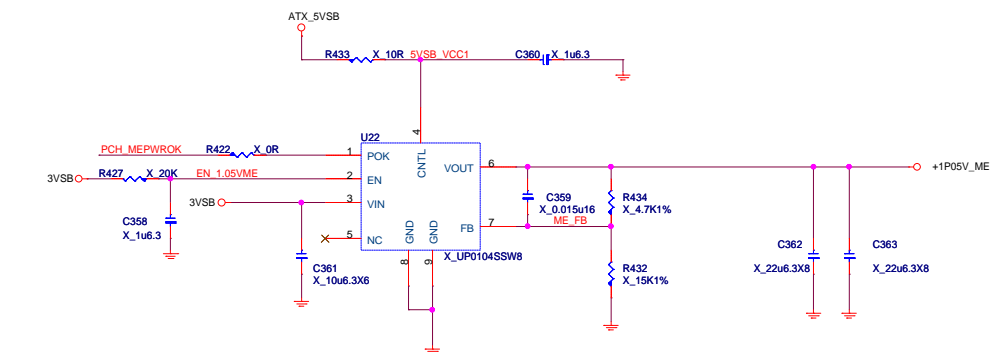 ATX_5VSB
R433 X_10R 5VSB_VCC1 C360 X_1u6.3
4
U22
PCH_MEPWROK R422 X_0R 1 POK CNTL VOUT 6 +1P05V_ME
3VSB R427 X_20K EN_1.05VME 2 EN
3VSB 3 VIN
C359
X_0.015u16
R434
X_4.7K1%
C358
X_1u6.3
ME_FB
5 NC GND GND FB 7
X_UP0104SSW8
8 9
C361
X_10u6.3X6
R432
X_15K1%
C362
X_22u6.3X8
C363
X_22u6.3X8